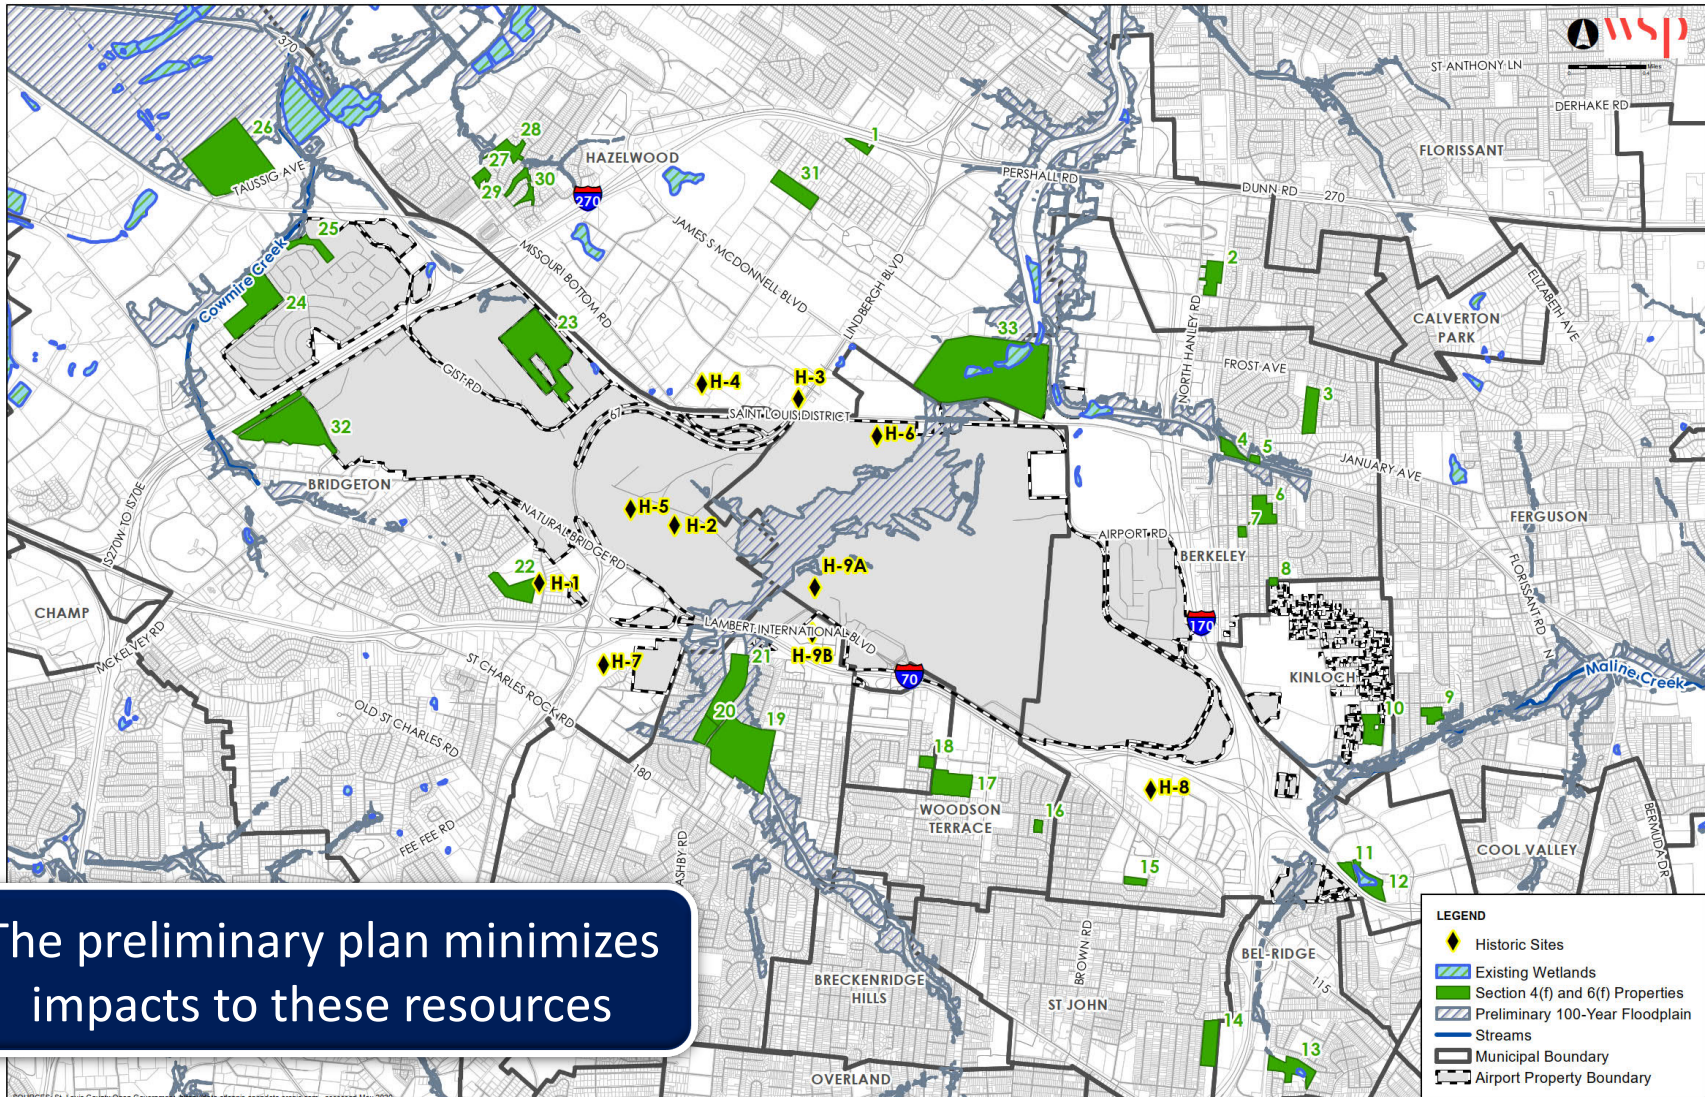 wsp
Miles
ST ANTHONY LN
DERHAKE RD
370
26
28
27
HAZELWOOD
1
4
FLORISSANT
TAUSSIG AVE
29
30
270
31
PERSHALL RD
DUNN RD
270
25
Cowmire Creek
MISSOURI BOTTOM RD
JAMES S MCDONNELL BLVD
LINDBERGH BLVD
2
ELIZABETH AVE
24
23
33
NORTH HANLEY RD
CALVERTON
PARK
GIST RD
H-4
H-3
FROST AVE
3
SAINT LOUIS DISTRICT
67
32
H-6
4
5
JANUARY AVE
BRIDGETON
IS270W TO IS70E
NATURAL BRIDGE RD
H-5
H-2
6
7
FERGUSON
AIRPORT RD
BERKELEY
22
H-1
H-9A
8
FLORISSANT RD
N
CHAMP
MCKELVEY RD
LAMBERT INTERNATIONAL BLVD
170
H-7
H-9B
21
70
KINLOCH
Maline Creek
ST CHARLES ROCK RD
OLD ST CHARLES RD
20
19
10
9
180
18
17
H-8
WOODSON
TERRACE
16
FEE FEE RD
ASHBY RD
BERMUDA DR
COOL VALLEY
15
11
12
The preliminary plan minimizes
impacts to these resources
BRECKENRIDGE
HILLS
BROWN RD
ST JOHN
BEL-RIDGE
115
14
13
OVERLAND
LEGEND
Historic Sites
Existing Wetlands
Section 4(f) and 6(f) Properties
Preliminary 100-Year Floodplain
Streams
Municipal Boundary
Airport Property Boundary